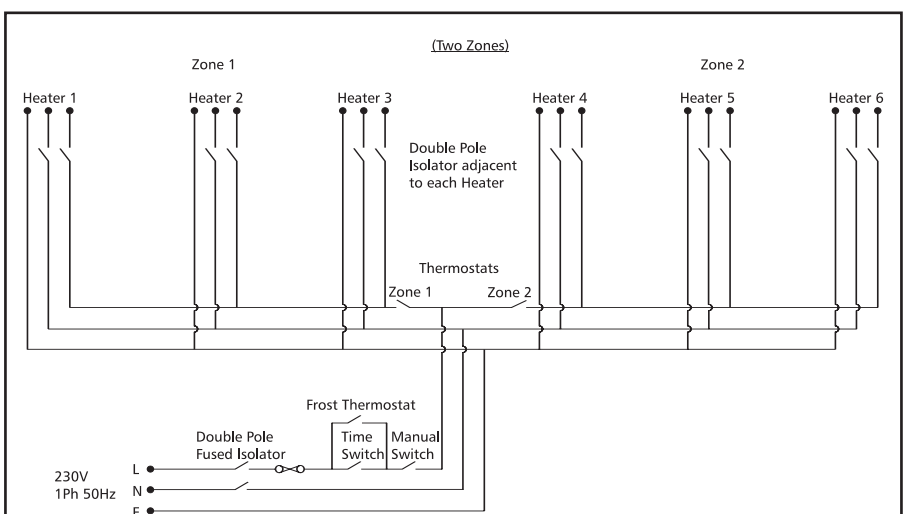 (Two Zones)
Zone 1
Zone 2
Heater 1
Heater 2
Heater 3
Heater 4
Heater 5
Heater 6
Double Pole
Isolator adjacent
to each Heater
Thermostats
Zone 1
Zone 2
Frost Thermostat
Double Pole
Fused Isolator
Time
Switch
Manual
Switch
230V
1Ph 50Hz
L
N
E